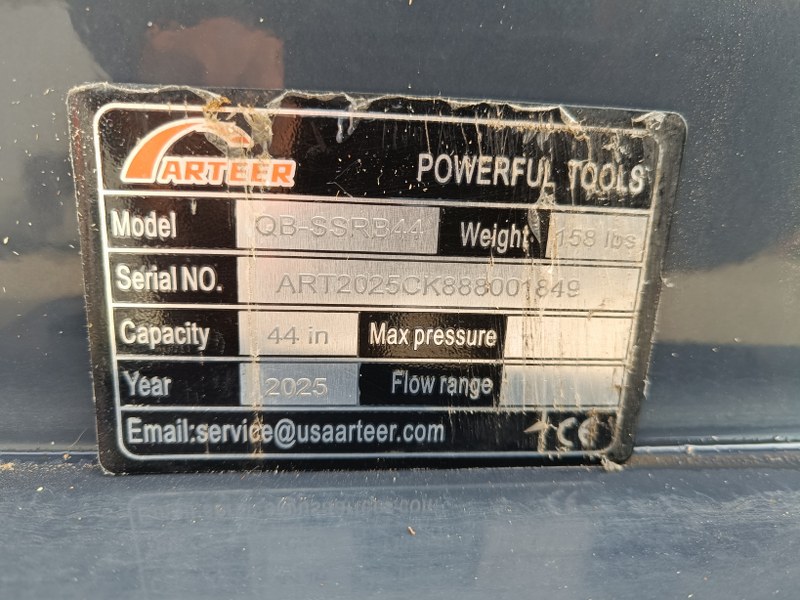 ARTEER POWERFUL TOOLS
Model QB-SSRB44 Weight 158 lbs
Serial NO. ART2025CK888001849
Capacity 44 in Max pressure
Year 2025 Flow range
Email:service@usaarteer.com CE